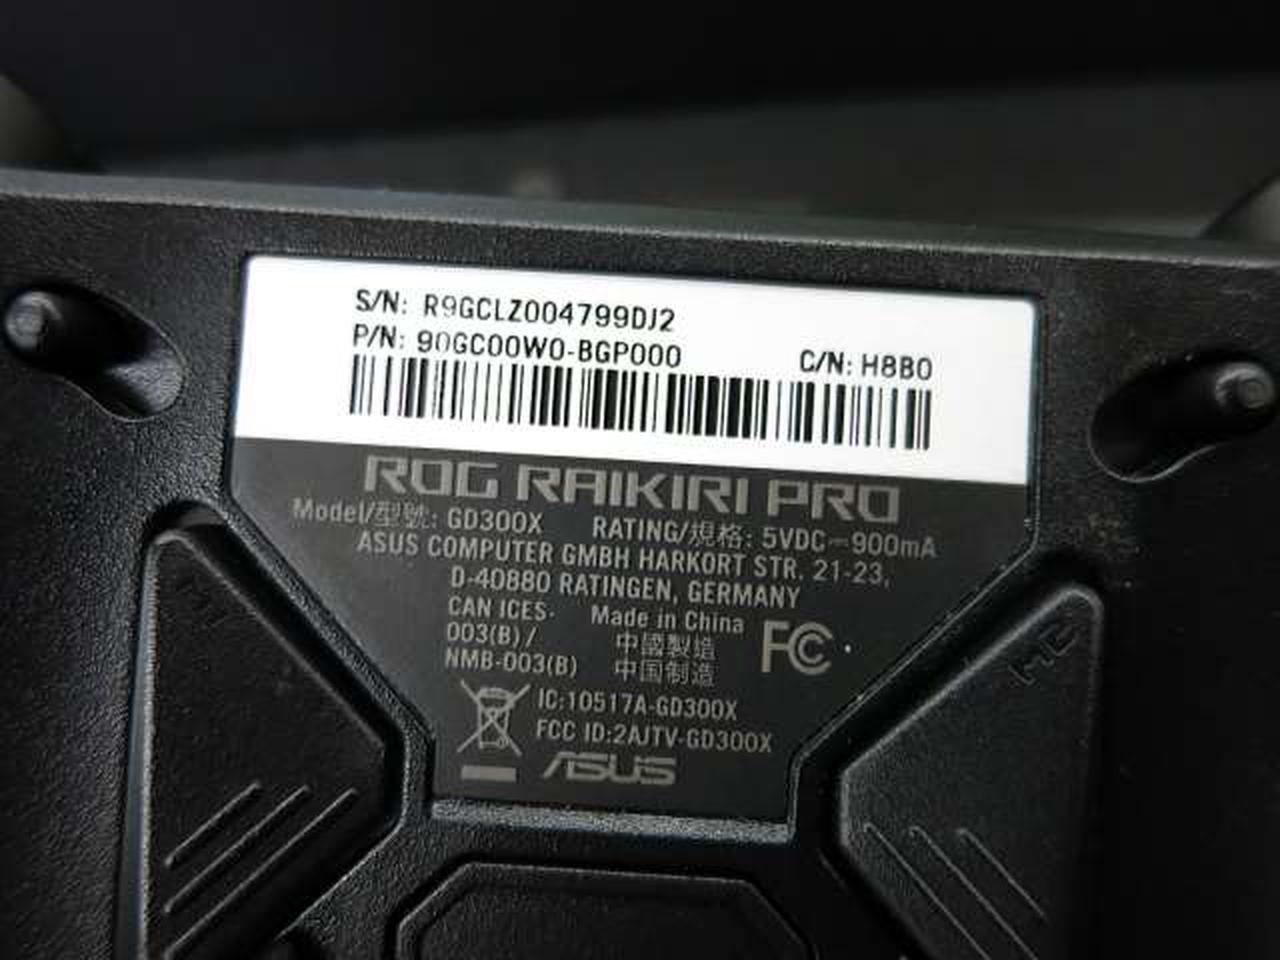 S/N: R9GCLZ004799DJ2
P/N: 90GC00W0-BGP000 C/N: H8B0
ROG RAIKIRI PRO
Model/型號: GD300X RATING/規格: 5VDC⎓900mA
ASUS COMPUTER GMBH HARKORT STR. 21-23,
D-40880 RATINGEN, GERMANY
CAN ICES-
003(B) /
NMB-003(B)
Made in China
中國製造
中国制造
FC
IC:10517A-GD300X
FCC ID:2AJTV-GD300X
ASUS